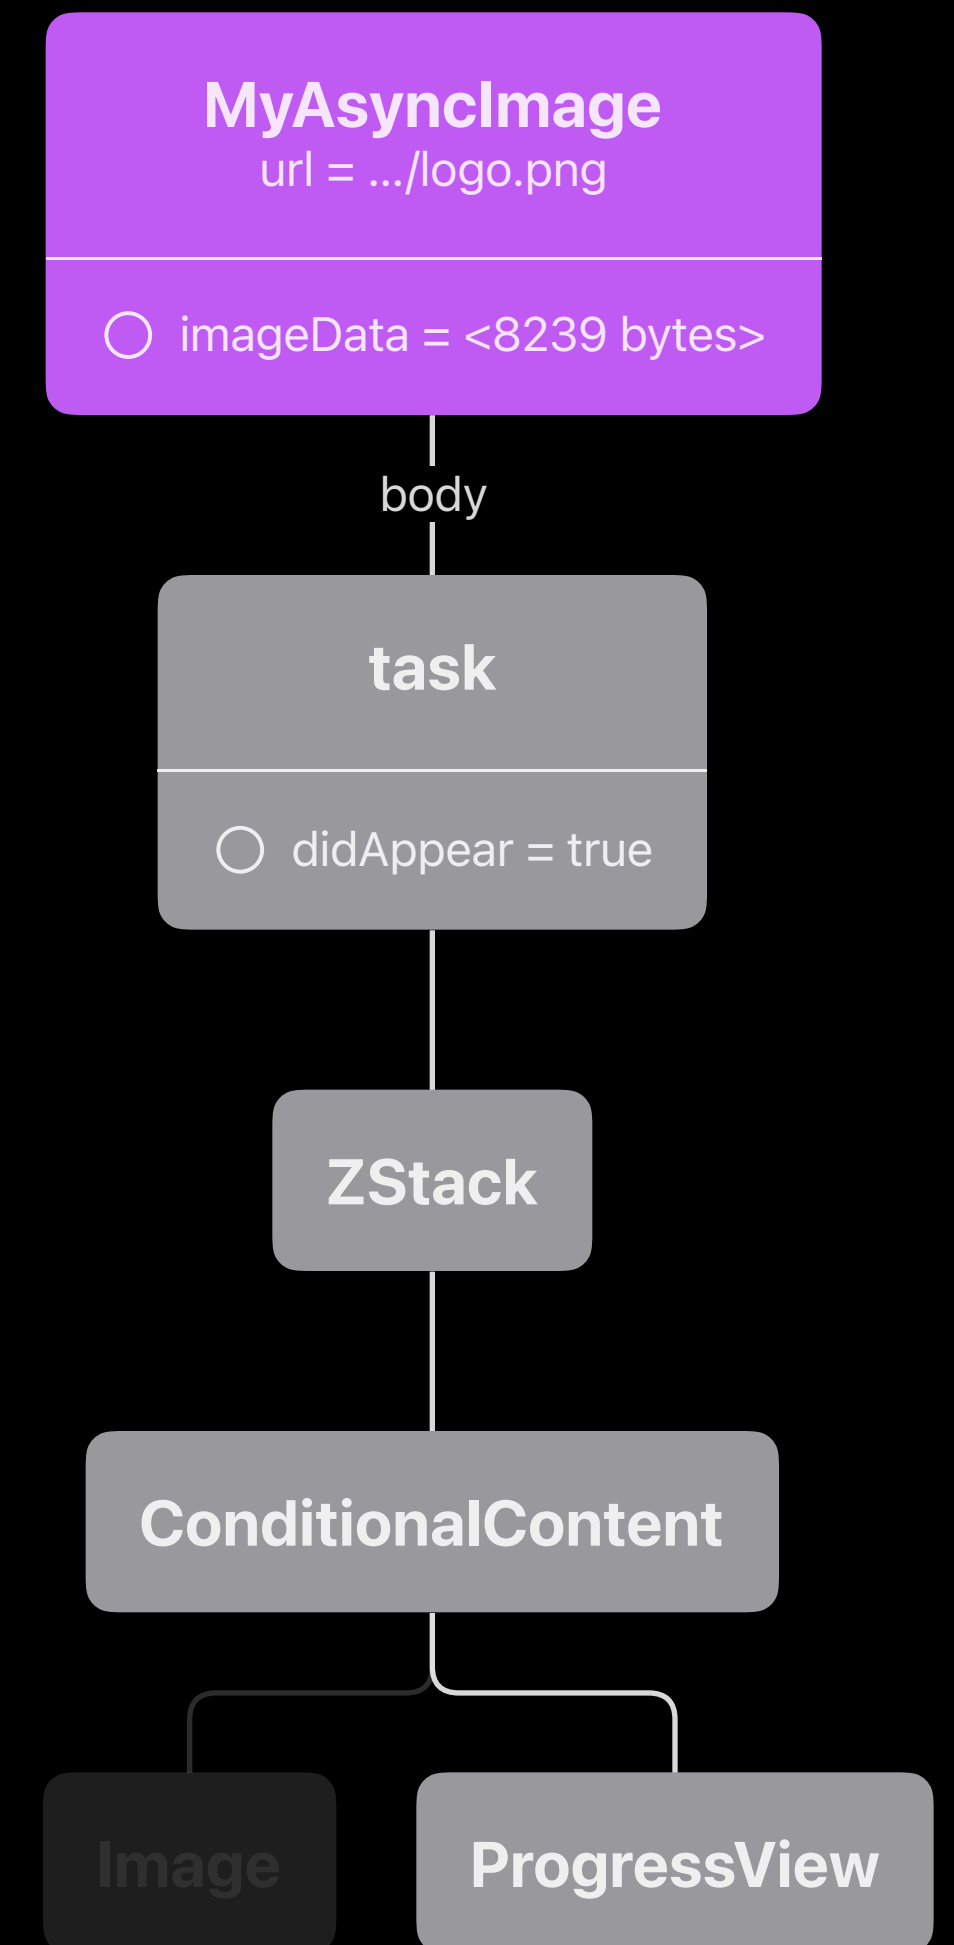 MyAsyncImage
url = .../logo.png
imageData = <8239 bytes>
body
task
didAppear = true
ZStack
ConditionalContent
Image
ProgressView